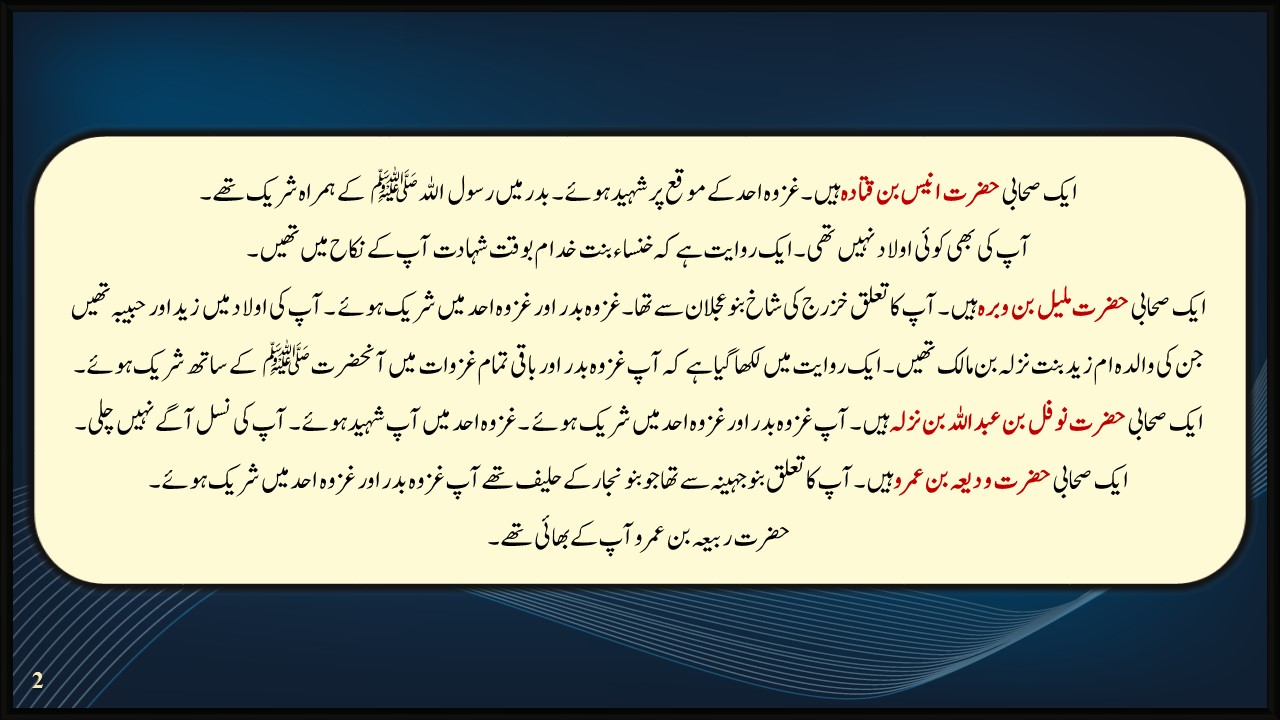 ایک صحابی حضرت انیس بن قتادہ ہیں۔ غزوہ احد کے موقع پر شہید ہوئے۔ بدر میں رسول اللہ ﷺ کے ہمراہ شریک تھے۔
آپ کی بھی کوئی اولاد نہیں تھی۔ ایک روایت ہے کہ خنساء بنت خدام بوقت شہادت آپ کے نکاح میں تھیں۔
ایک صحابی حضرت ملیل بن وبرہ ہیں۔ آپ کا تعلق خزرج کی شاخ بنو عجلان سے تھا۔ غزوہ بدر اور غزوہ احد میں شریک ہوئے۔ آپ کی اولاد میں زید اور حبیبہ تھیں
جن کی والدہ ام زید بنت نزلہ بن مالک تھیں۔ ایک روایت میں لکھا گیا ہے کہ آپ غزوہ بدر اور باقی تمام غزوات میں آنحضرت ﷺ کے ساتھ شریک ہوئے۔
ایک صحابی حضرت نوفل بن عبد اللہ بن نزلہ ہیں۔ آپ غزوہ بدر اور غزوہ احد میں شریک ہوئے۔ غزوہ احد میں آپ شہید ہوئے۔ آپ کی نسل آگے نہیں چلی۔
ایک صحابی حضرت ودیعہ بن عمرو ہیں۔ آپ کا تعلق بنو جہینہ سے تھا جو بنو نجار کے حلیف تھے آپ غزوہ بدر اور غزوہ احد میں شریک ہوئے۔
حضرت ربیعہ بن عمرو آپ کے بھائی تھے۔
2